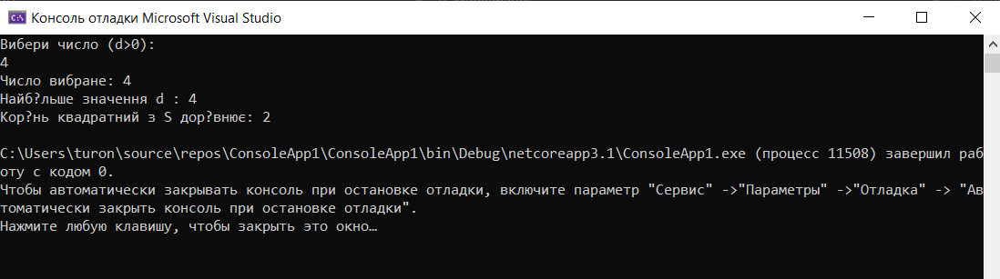 Консоль отладки Microsoft Visual Studio
Вибери число (d>0):
4
Число вибране: 4
Найб?льше значення d : 4
Кор?нь квадратний з S дор?внює: 2
C:\Users\turon\source\repos\ConsoleApp1\ConsoleApp1\bin\Debug\netcoreapp3.1\ConsoleApp1.exe (процесс 11508) завершил раб
оту с кодом 0.
Чтобы автоматически закрывать консоль при остановке отладки, включите параметр "Сервис" ->"Параметры" ->"Отладка" -> "Ав
томатически закрыть консоль при остановке отладки".
Нажмите любую клавишу, чтобы закрыть это окно…